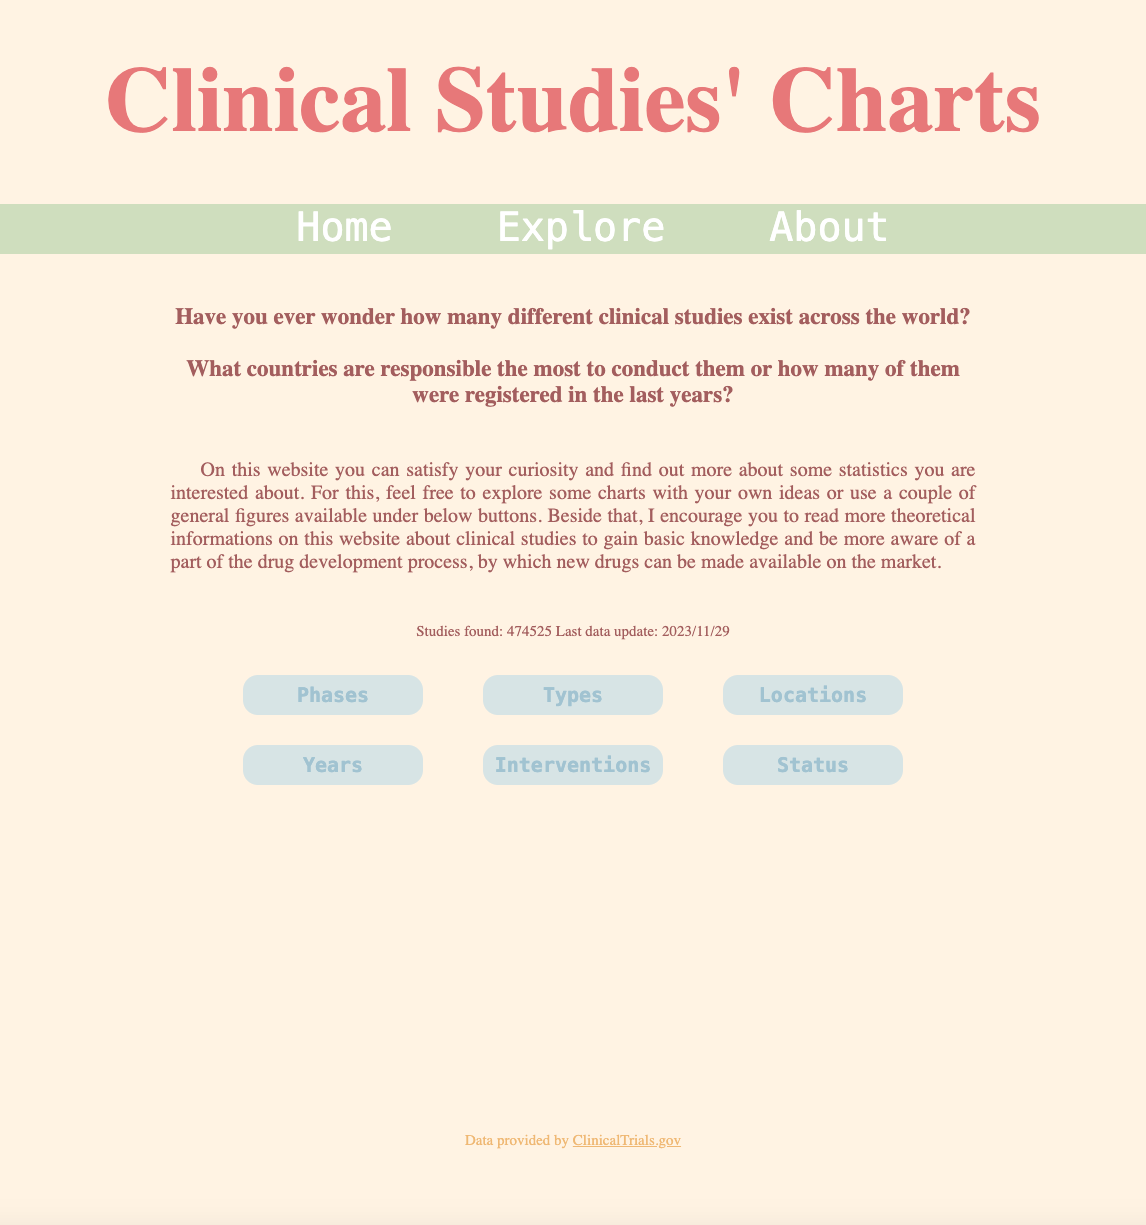 Clinical Studies' Charts
Home Explore About
Have you ever wonder how many different clinical studies exist across the world?
What countries are responsible the most to conduct them or how many of them
were registered in the last years?
On this website you can satisfy your curiosity and find out more about some statistics you are
interested about. For this, feel free to explore some charts with your own ideas or use a couple of
general figures available under below buttons. Beside that, I encourage you to read more theoretical
informations on this website about clinical studies to gain basic knowledge and be more aware of a
part of the drug development process, by which new drugs can be made available on the market.
Studies found: 474525 Last data update: 2023/11/29
Phases Types Locations
Years Interventions Status
Data provided by ClinicalTrials.gov